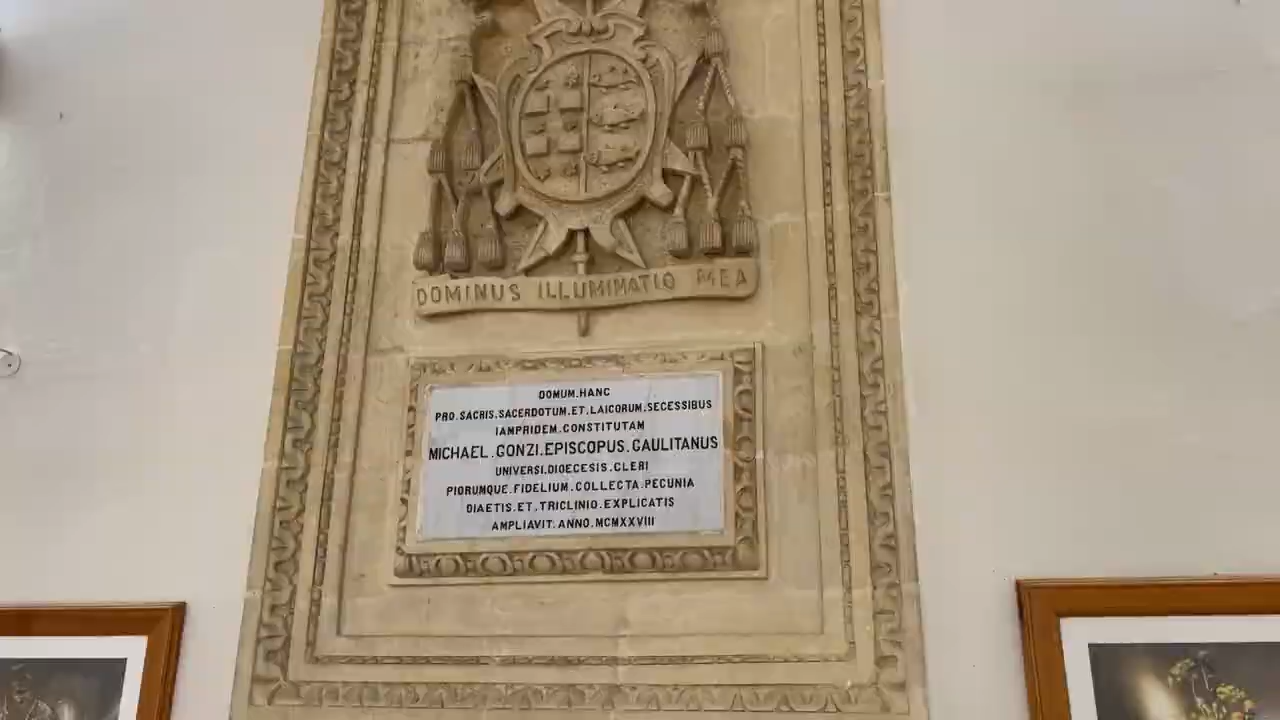 DOMINUS ILLUMINATIO MEA
DOMUM.HANC
PRO.SACRIS.SACERDOTUM.ET.LAICORUM.SECESSIBUS
IAMPRIDEM.CONSTITUTAM
MICHAEL.GONZI.EPISCOPUS.GAULITANUS
UNIVERSI.DIOECESIS.CLERI
PIORUMQUE.FIDELIUM.COLLECTA.PECUNIA
DIAETIS.ET.TRICLINIO.EXPLICATIS
AMPLIAVIT.ANNO.MCMXXVIII